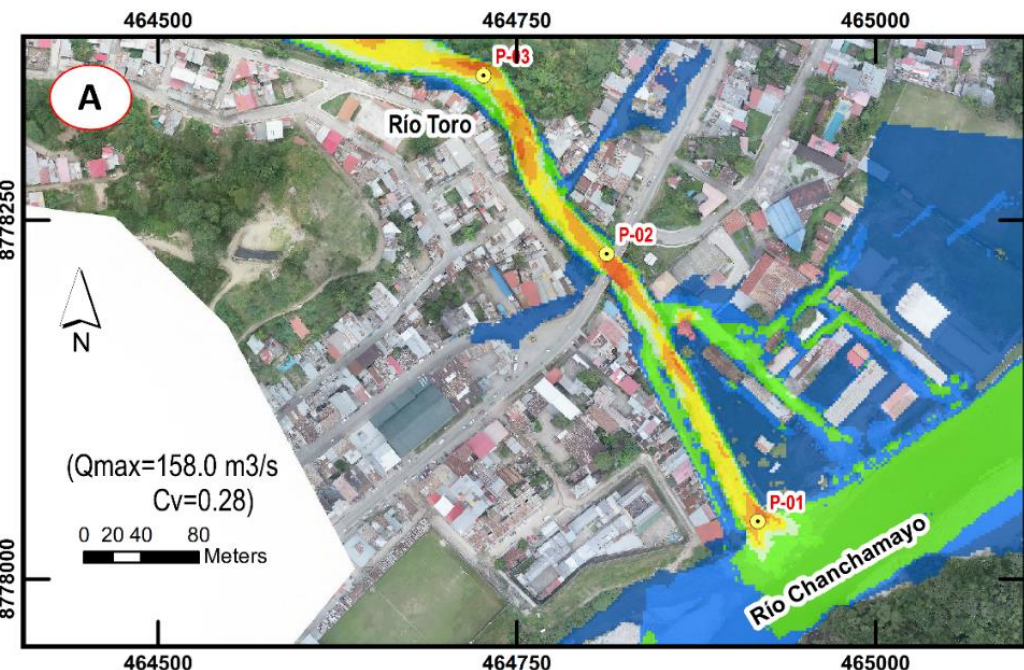 464500 464750 465000
A
P-03
Río Toro
8778250
P-02
N
(Qmax=158.0 m3/s
Cv=0.28)
0 20 40 80
Meters
P-01
8778000
Río Chanchamayo
464500 464750 465000